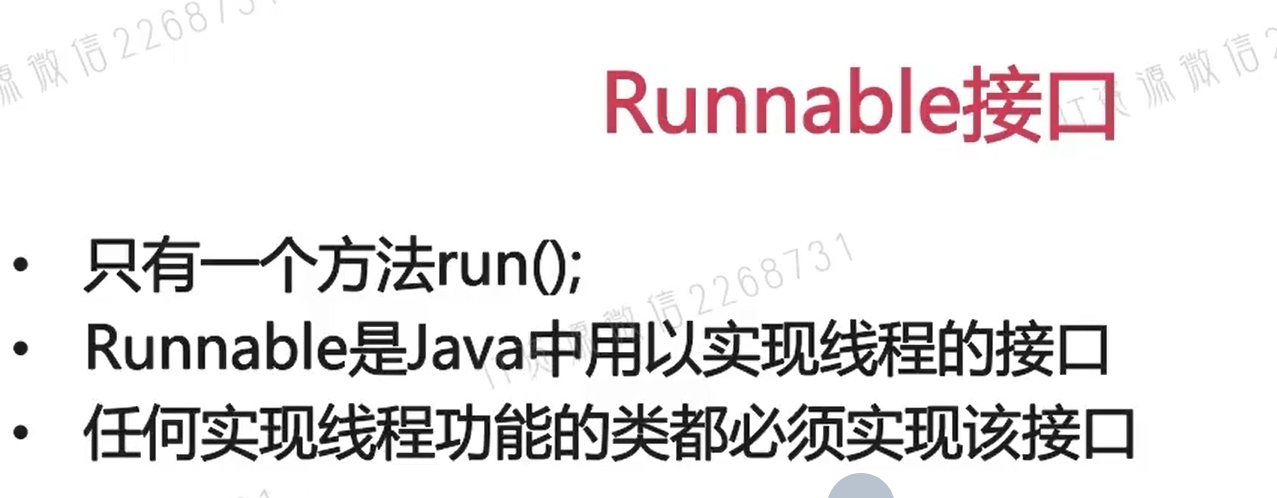 源微信2268731
Runnable接口
IT资源微信2
• 只有一个方法run();
IT资源微信2268731
• Runnable是Java中用以实现线程的接口
• 任何实现线程功能的类都必须实现该接口